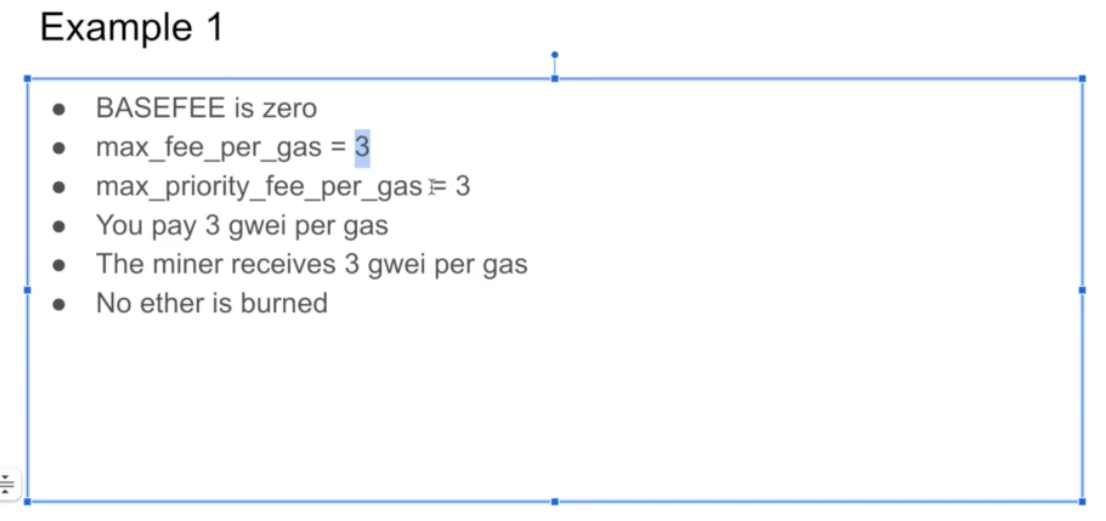 Example 1
● BASEFEE is zero
● max_fee_per_gas = 3
● max_priority_fee_per_gas = 3
● You pay 3 gwei per gas
● The miner receives 3 gwei per gas
● No ether is burned